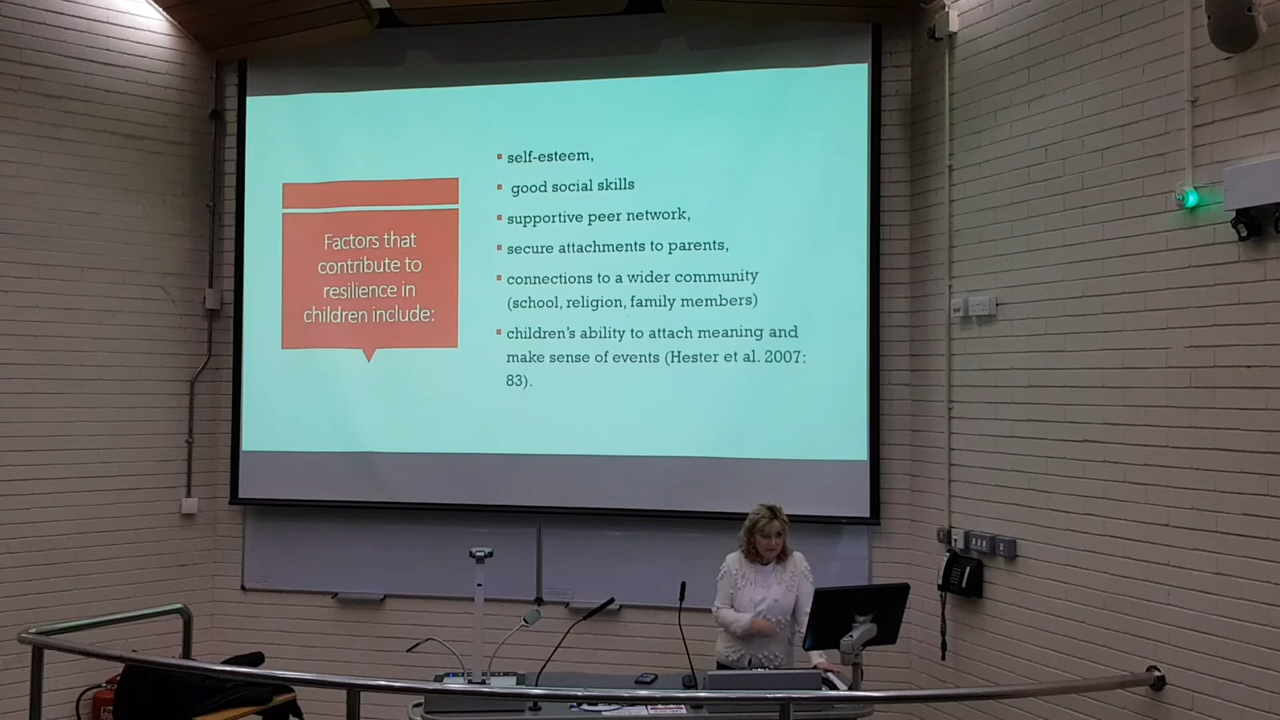 Factors that
contribute to
resilience in
children include:
self-esteem,
good social skills
supportive peer network,
secure attachments to parents,
connections to a wider community
(school, religion, family members)
children's ability to attach meaning and
make sense of events (Hester et al. 2007:
83).